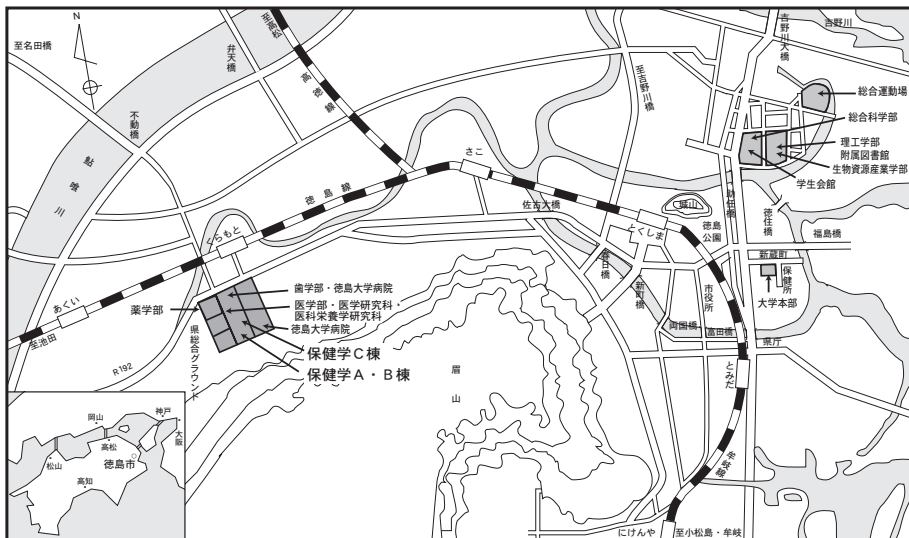 N
至名田橋
弁天橋
至高松
高徳線
不動橋
鮎喰川
徳島線
さこ
くらもと
あくい
至池田
R192
薬学部
県総合グラウンド
歯学部・徳島大学病院
医学部・医学研究科・
医科栄養学研究科
徳島大学病院
保健学C棟
保健学A・B棟
眉山
至吉野川橋
吉野川大橋
吉野川
総合運動場
総合科学部
理工学部
附属図書館
生物資源産業学部
学生会館
助任橋
徳住橋
佐古大橋
城山
とくしま
徳島
公園
福島橋
新蔵町
保健所
大学本部
春日橋
新町橋
市役所
両国橋
富田橋
県庁
とみだ
牟岐線
にけんや
至小松島・牟岐
岡山
神戸
大阪
高松
松山
徳島市
高知